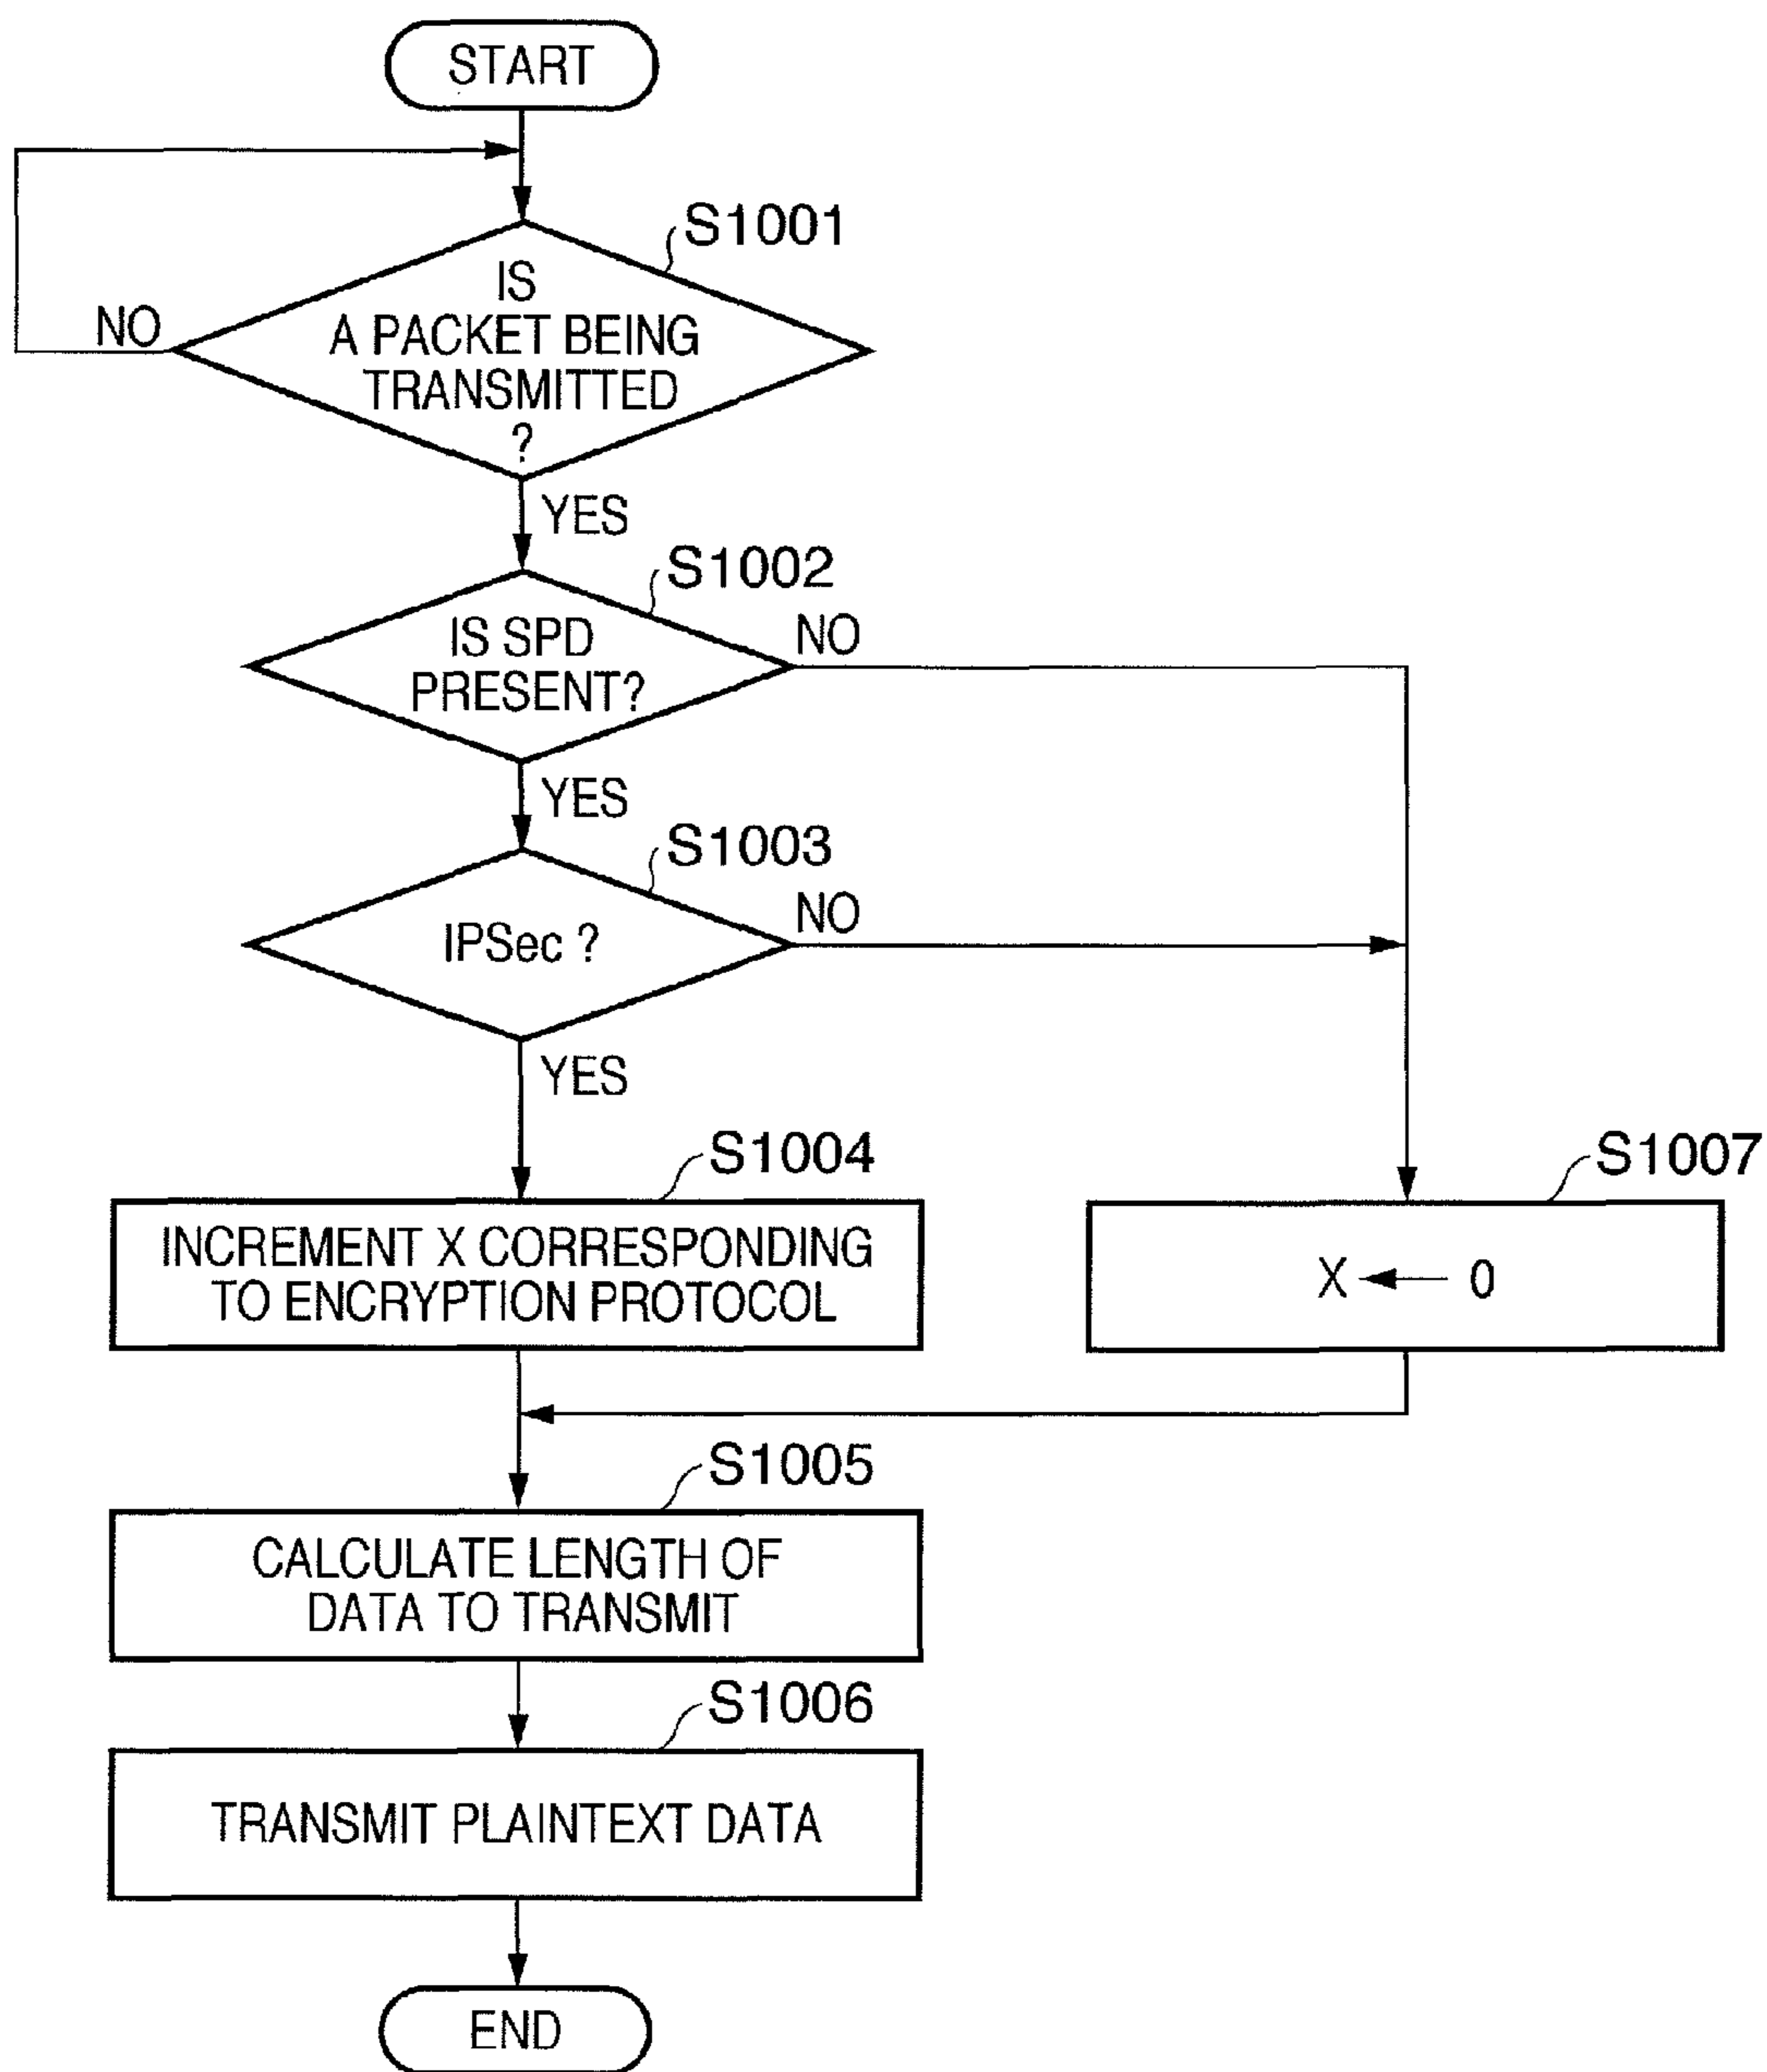 START
S1001
IS
A PACKET BEING
TRANSMITTED
?
NO
YES
S1002
IS SPD
PRESENT?
NO
YES
S1003
IPSec ?
NO
YES
S1004
INCREMENT X CORRESPONDING
TO ENCRYPTION PROTOCOL
S1007
X ← 0
S1005
CALCULATE LENGTH OF
DATA TO TRANSMIT
S1006
TRANSMIT PLAINTEXT DATA
END